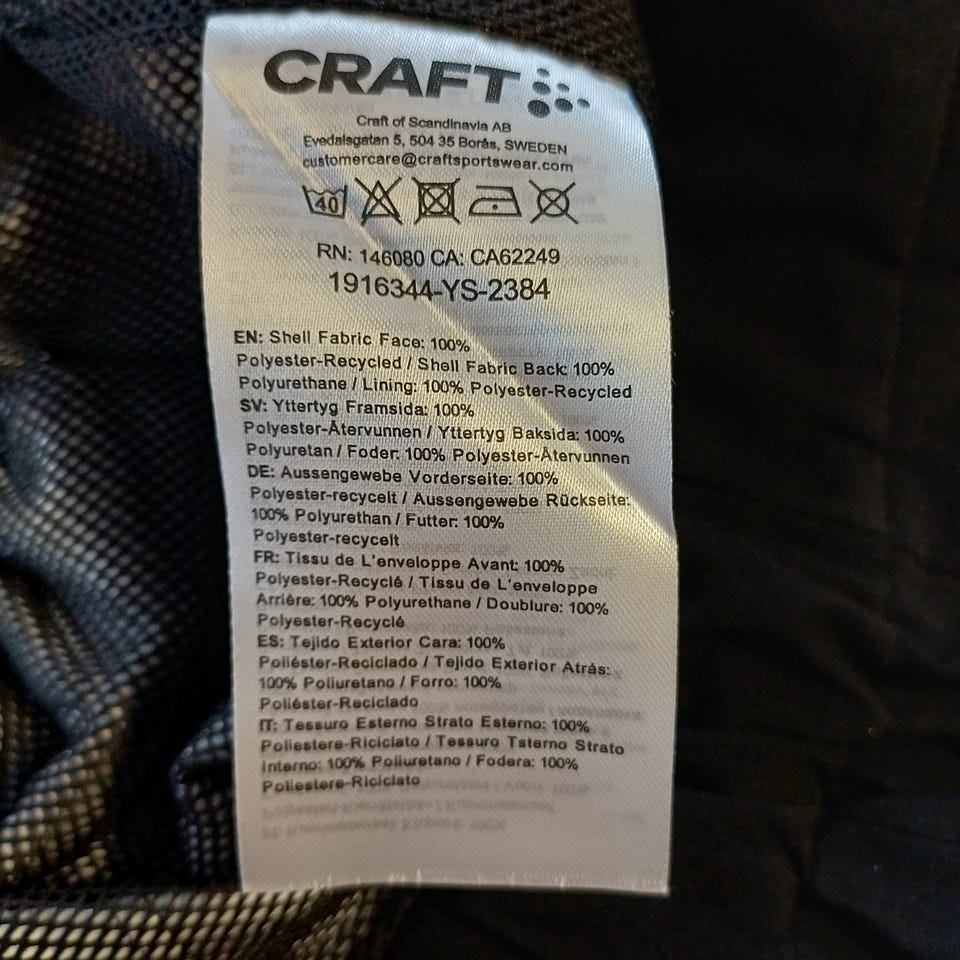 CRAFT
Craft of Scandinavia AB
Evedalsgatan 5, 504 35 Borås, SWEDEN
customercare@craftsportswear.com
40
RN: 146080 CA: CA62249
1916344-YS-2384
EN: Shell Fabric Face: 100%
Polyester-Recycled / Shell Fabric Back: 100%
Polyurethane / Lining: 100% Polyester-Recycled
SV: Yttertyg Framsida: 100%
Polyester-Återvunnen / Yttertyg Baksida: 100%
Polyuretan / Foder: 100% Polyester-Återvunnen
DE: Aussengewebe Vorderseite: 100%
Polyester-recycelt / Aussengewebe Rückseite:
100% Polyurethan / Futter: 100%
Polyester-recycelt
FR: Tissu de L'enveloppe Avant: 100%
Polyester-Recyclé / Tissu de L'enveloppe
Arrière: 100% Polyurethane / Doublure: 100%
Polyester-Recyclé
ES: Tejido Exterior Cara: 100%
Poliéster-Reciclado / Tejido Exterior Atrás:
100% Poliuretano / Forro: 100%
Poliéster-Reciclado
IT: Tessuro Esterno Strato Esterno: 100%
Poliestere-Riciclato / Tessuro Tsterno Strato
Interno: 100% Poliuretano / Fodera: 100%
Poliestere-Riciclato